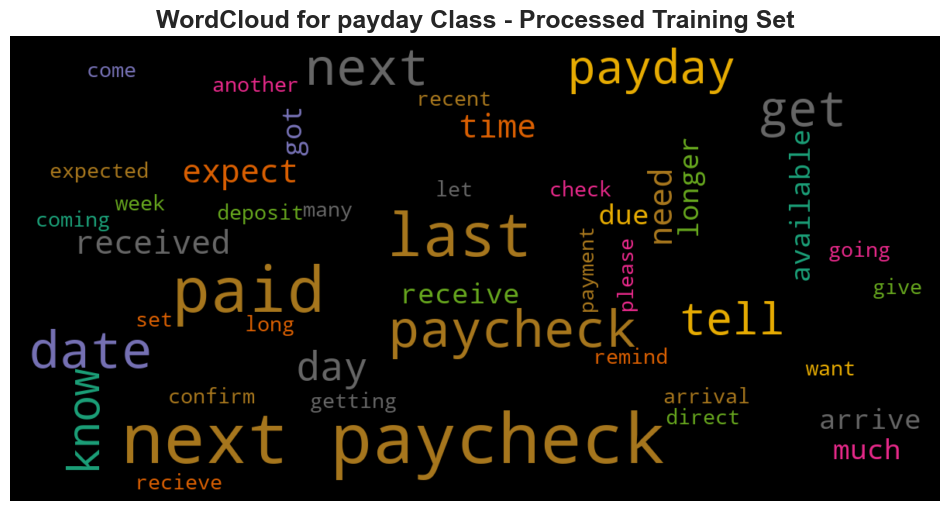 WordCloud for payday Class - Processed Training Set
come
next
payday
another
recent
get
got
time
expected
expect
available
longer
need
let
check
week
deposit
many
due
coming
received
last
going
payment
please
paid
receive
give
set
long
paycheck
tell
date
day
remind
want
know
confirm
getting
arrival
direct
arrive
next paycheck
much
recieve